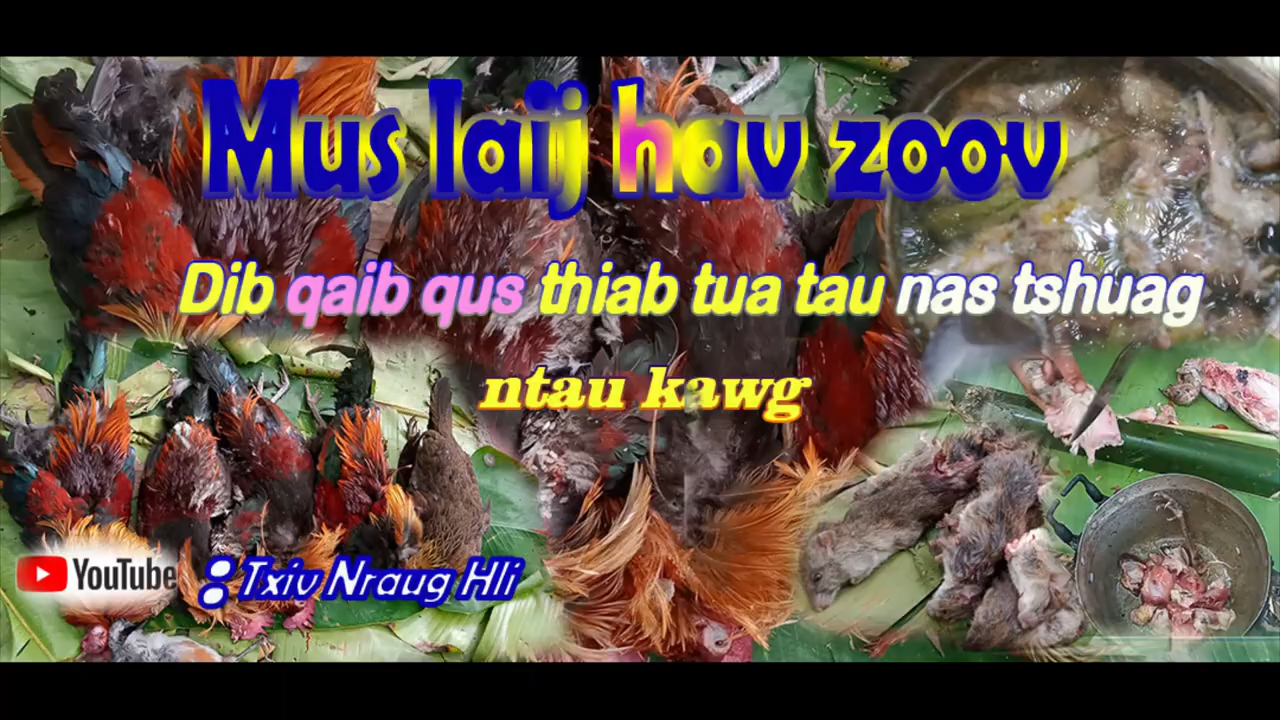 Mus laij hav zoov
Dib qaib qus thiab tua tau nas tshuag
ntau kawg
YouTube : Txiv Nraug Hli